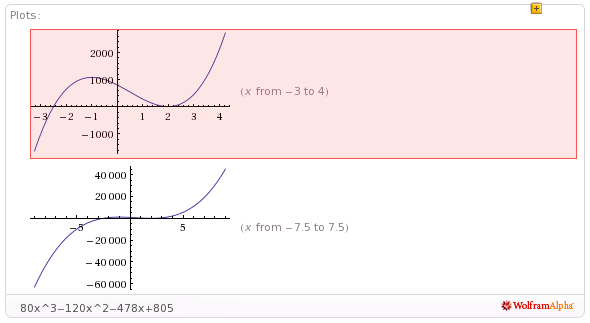 Plots:
2000
1000
−3 −2 −1 1 2 3 4
−1000
(x from −3 to 4)
40 000
20 000
−5 5
−20 000
−40 000
−60 000
(x from −7.5 to 7.5)
80x^3−120x^2−478x+805
WolframAlpha